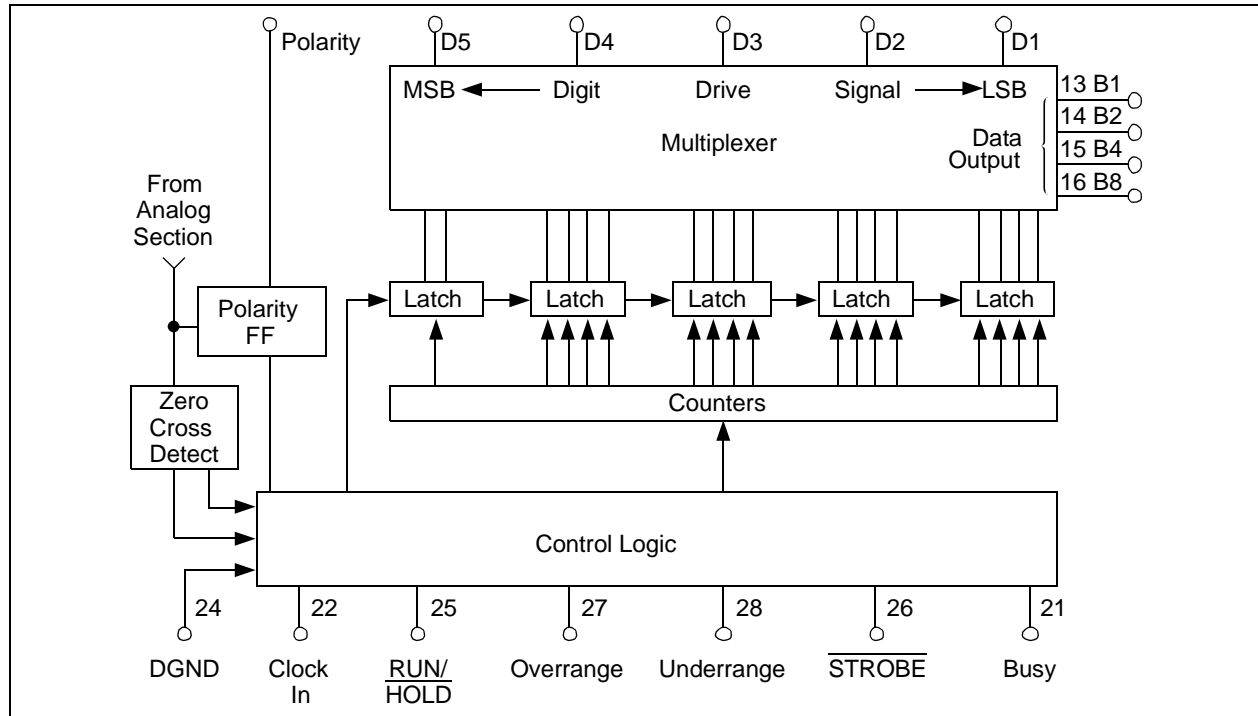 Polarity D5 D4 D3 D2 D1
MSB Digit Drive Signal LSB
Multiplexer
Data
Output
13 B1
14 B2
15 B4
16 B8
From
Analog
Section
Polarity
FF
Latch Latch Latch Latch Latch
Counters
Zero
Cross
Detect
Control Logic
24 22 25 27 28 26 21
DGND
Clock
In
RUN/
HOLD
Overrange
Underrange
STROBE
Busy